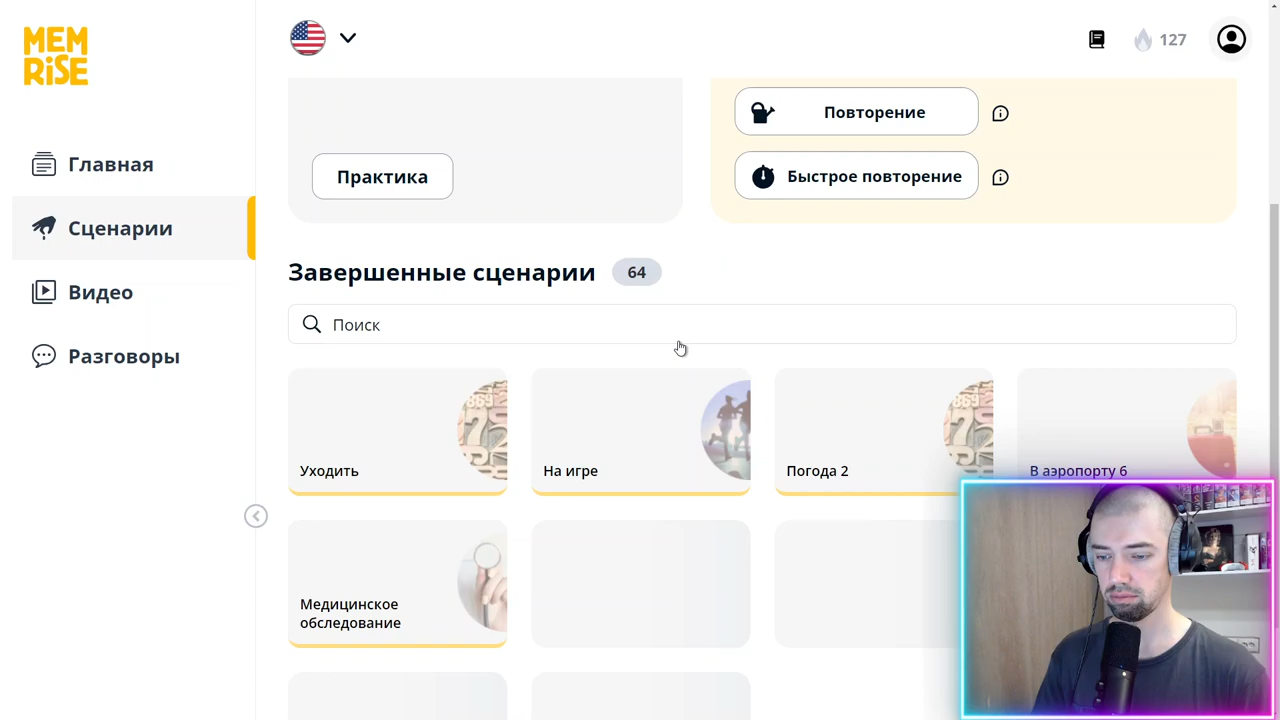 MEM
RiSE
127
Главная
Сценарии
Видео
Разговоры
Повторение
Практика
Быстрое повторение
Завершенные сценарии 64
Поиск
Уходить
На игре
Погода 2
В аэропорту 6
Медицинское
обследование